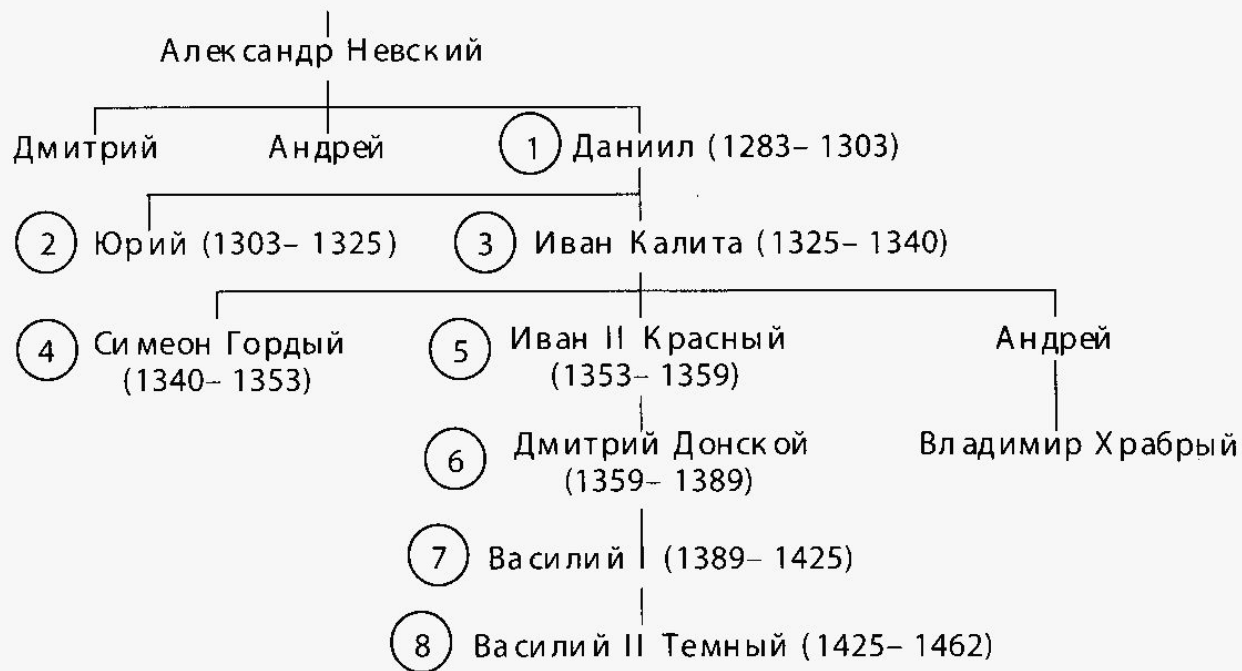 Александр Невский
Дмитрий Андрей 1 Даниил (1283– 1303)
2 Юрий (1303– 1325) 3 Иван Калита (1325– 1340)
4 Симеон Гордый 5 Иван II Красный Андрей
(1340– 1353) (1353– 1359)
6 Дмитрий Донской Владимир Храбрый
(1359– 1389)
7 Василий I (1389– 1425)
8 Василий II Темный (1425– 1462)